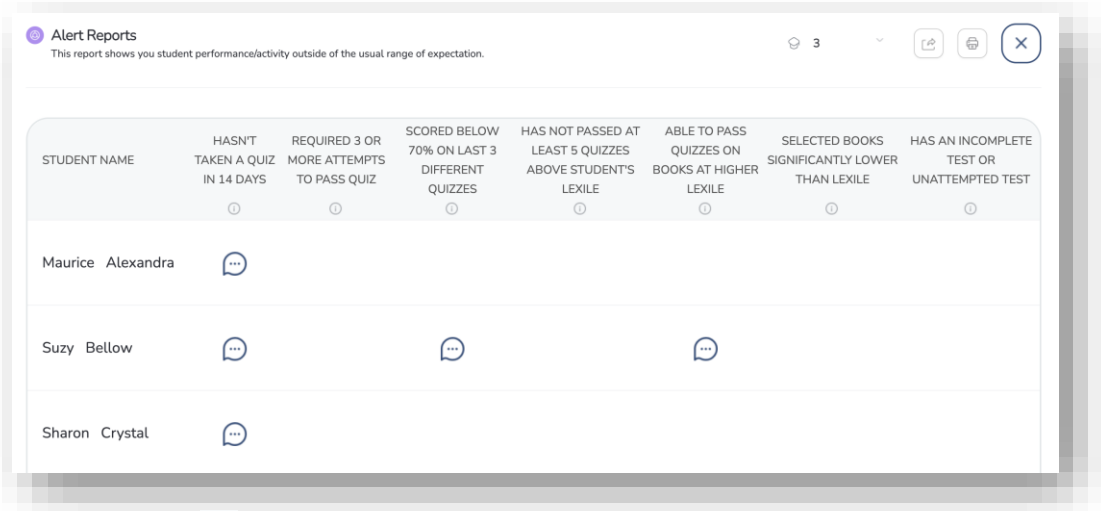 Alert Reports
This report shows you student performance/activity outside of the usual range of expectation.
3
STUDENT NAME
HASN'T
TAKEN A QUIZ
IN 14 DAYS
REQUIRED 3 OR
MORE ATTEMPTS
TO PASS QUIZ
SCORED BELOW
70% ON LAST 3
DIFFERENT
QUIZZES
HAS NOT PASSED AT
LEAST 5 QUIZZES
ABOVE STUDENT'S
LEXILE
ABLE TO PASS
QUIZZES ON
BOOKS AT HIGHER
LEXILE
SELECTED BOOKS
SIGNIFICANTLY LOWER
THAN LEXILE
HAS AN INCOMPLETE
TEST OR
UNATTEMPTED TEST
Maurice Alexandra
Suzy Bellow
Sharon Crystal